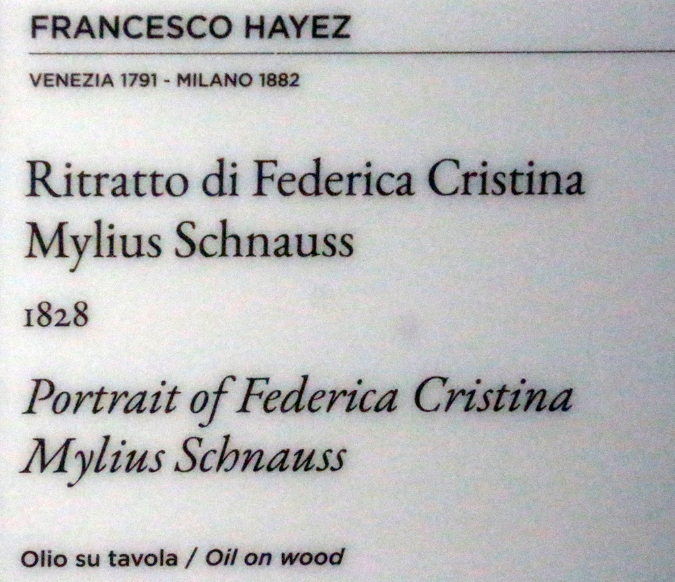 FRANCESCO HAYEZ
VENEZIA 1791 - MILANO 1882
Ritratto di Federica Cristina
Mylius Schnauss
1828
Portrait of Federica Cristina
Mylius Schnauss
Olio su tavola / Oil on wood